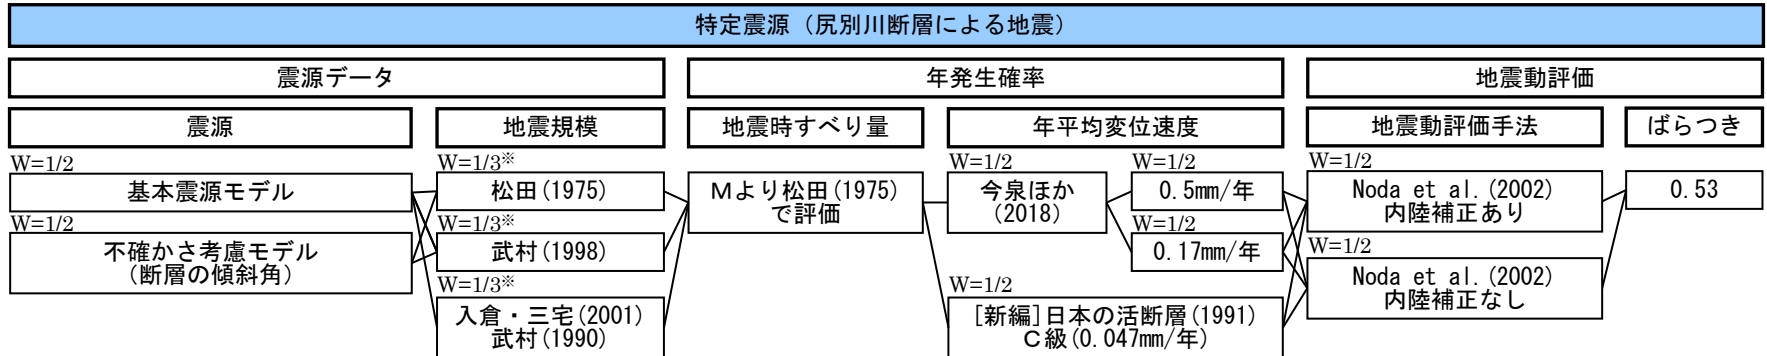 特定震源（尻別川断層による地震）
震源データ
年発生確率
地震動評価
震源
地震規模
地震時すべり量
年平均変位速度
地震動評価手法
ばらつき
W=1/2
基本震源モデル
W=1/2
不確かさ考慮モデル
(断層の傾斜角)
W=1/3※
松田(1975)
W=1/3※
武村(1998)
W=1/3※
入倉・三宅(2001)
武村(1990)
Ｍより松田(1975)
で評価
W=1/2
今泉ほか
(2018)
W=1/2
0.5mm/年
W=1/2
0.17mm/年
W=1/2
[新編]日本の活断層(1991)
Ｃ級(0.047mm/年)
W=1/2
Noda et al.(2002)
内陸補正あり
W=1/2
Noda et al.(2002)
内陸補正なし
0.53